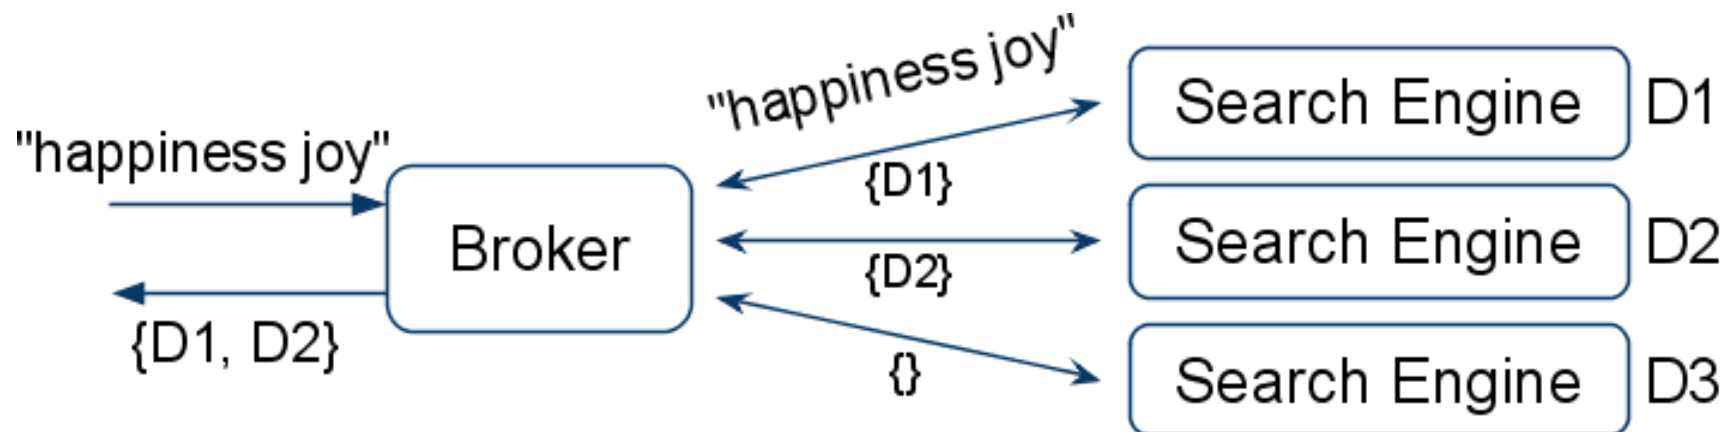 "happiness joy"
Broker
{D1, D2}
"happiness joy"
{D1}
{D2}
{}
Search Engine D1
Search Engine D2
Search Engine D3